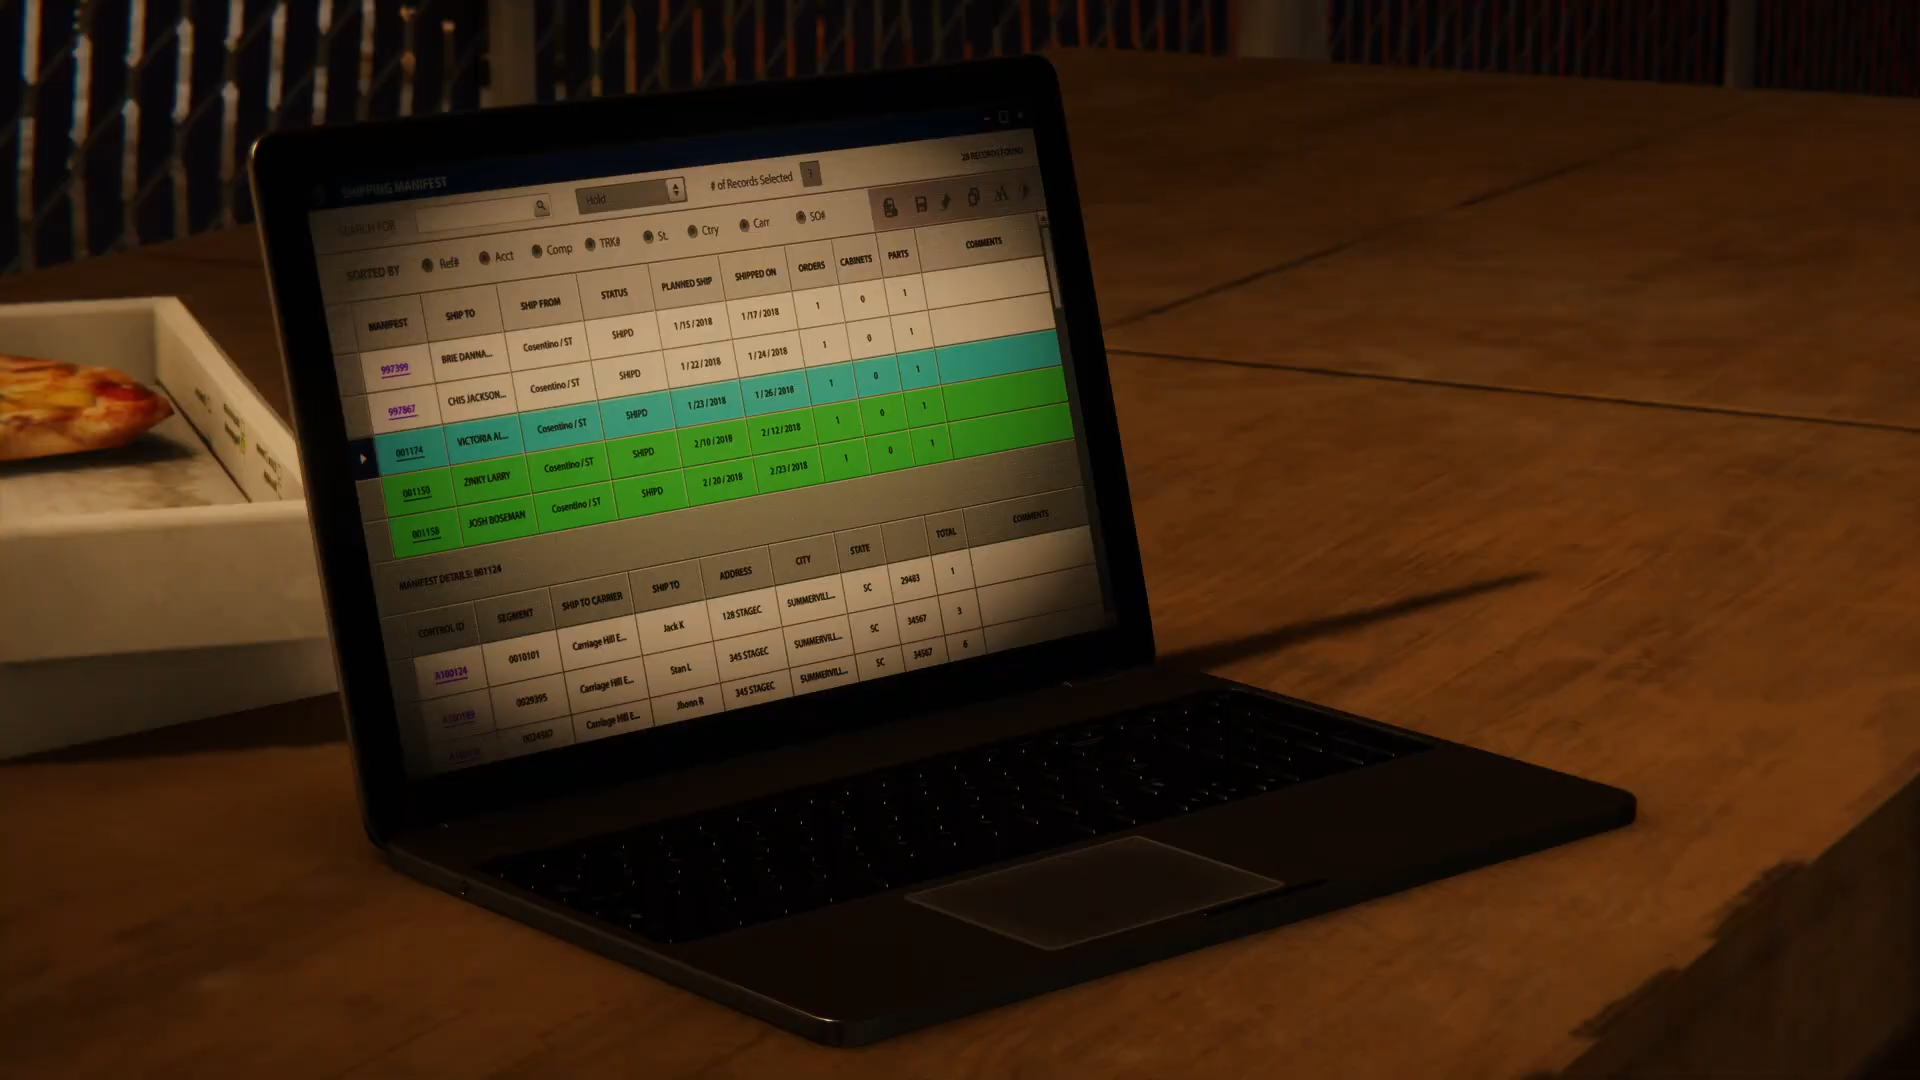 SHIPPING MANIFEST
SEARCH FOR Hold # of Records Selected 28 RECORDS FOUND
SORTED BY Ref# Acct Comp TRK# St. Ctry Carr SO#
MANIFEST SHIP TO SHIP FROM STATUS PLANNED SHIP SHIPPED ON ORDERS CABINETS PARTS COMMENTS
997399 BRIE DANNA... Cosentino / ST SHIPD 1 /15 / 2018 1 /17 / 2018 1 0 1
997867 CHIS JACKSON... Cosentino / ST SHIPD 1 /22 / 2018 1 /24 / 2018 1 0 1
001174 VICTORIA AL... Cosentino / ST SHIPD 1 /23 / 2018 1 /26 / 2018 1 0 1
001150 ZINKY LARRY Cosentino / ST SHIPD 2 /10 / 2018 2 /12 / 2018 1 0 1
001158 JOSH BOSEMAN Cosentino / ST SHIPD 2 / 20 / 2018 2 /23 / 2018 1 0 1
MANIFEST DETAILS: 001124
CONTROL ID SEGMENT SHIP TO CARRIER SHIP TO ADDRESS CITY STATE TOTAL COMMENTS
A100124 0010101 Carriage Hill E... Jack K 128 STAGEC SUMMERVILL... SC 29483 1
A100189 0029395 Carriage Hill E... Stan L 345 STAGEC SUMMERVILL... SC 34567 3
0024587 Carriage Hill E... Jhonn R 345 STAGEC SUMMERVILL... SC 34567 6